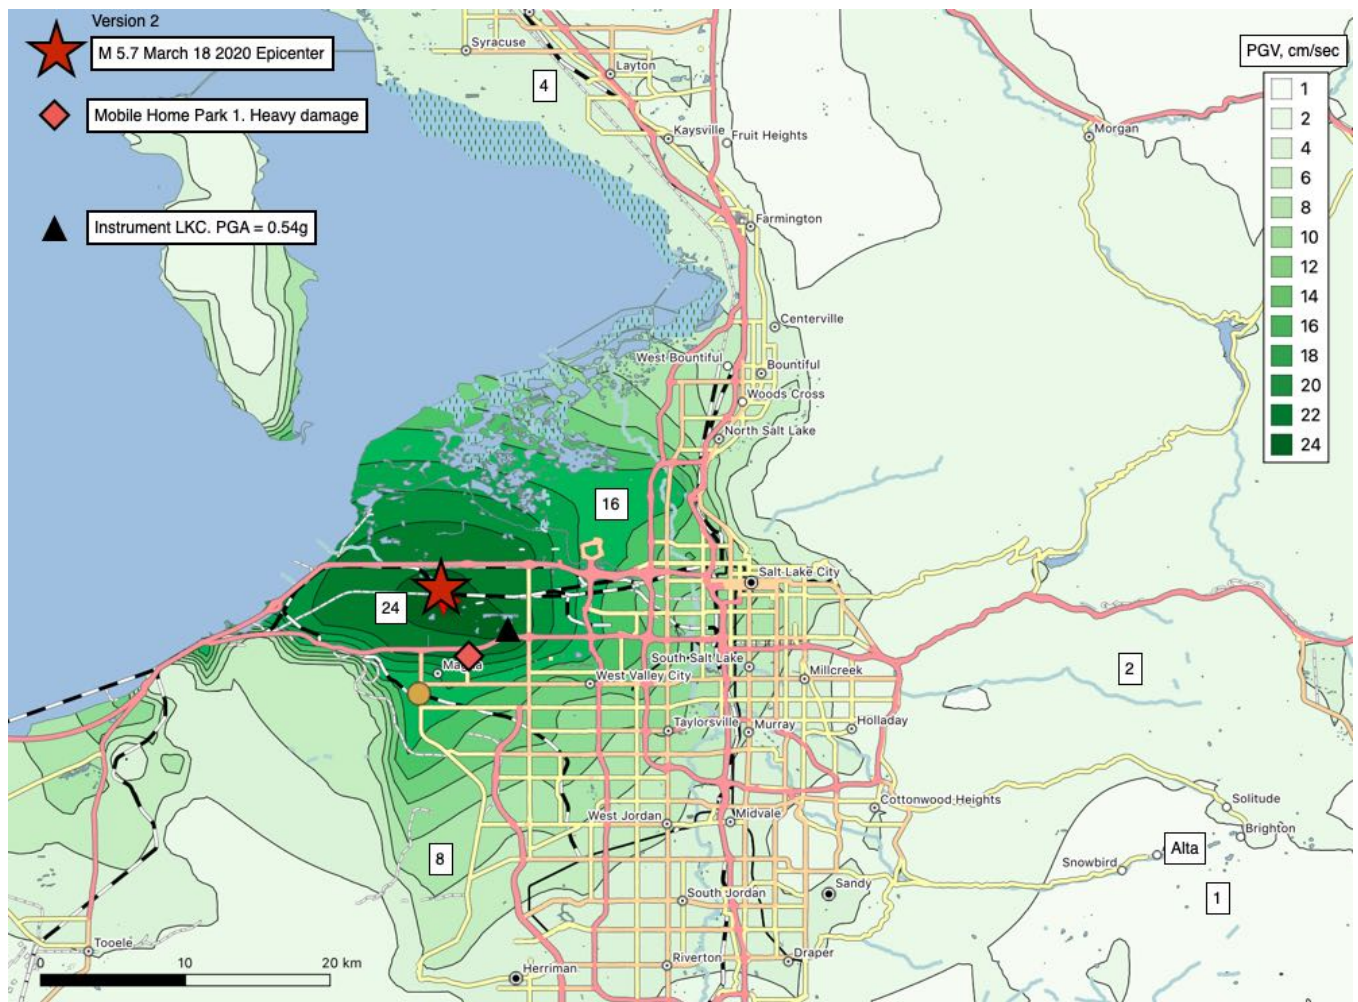 Version 2
M 5.7 March 18 2020 Epicenter
Mobile Home Park 1. Heavy damage
Instrument LKC. PGA = 0.54g
PGV, cm/sec
1
2
4
6
8
10
12
14
16
18
20
22
24
Syracuse
Layton
4
Kaysville
Fruit Heights
Morgan
Farmington
Centerville
West Bountiful
Bountiful
Woods Cross
North Salt Lake
16
Salt Lake City
24
Magna
South Salt Lake
West Valley City
Millcreek
2
Taylorsville
Murray
Holladay
Cottonwood Heights
Solitude
West Jordan
Midvale
Brighton
8
Alta
Snowbird
South Jordan
Sandy
1
Tooele
Riverton
Draper
Herriman
0
10
20 km